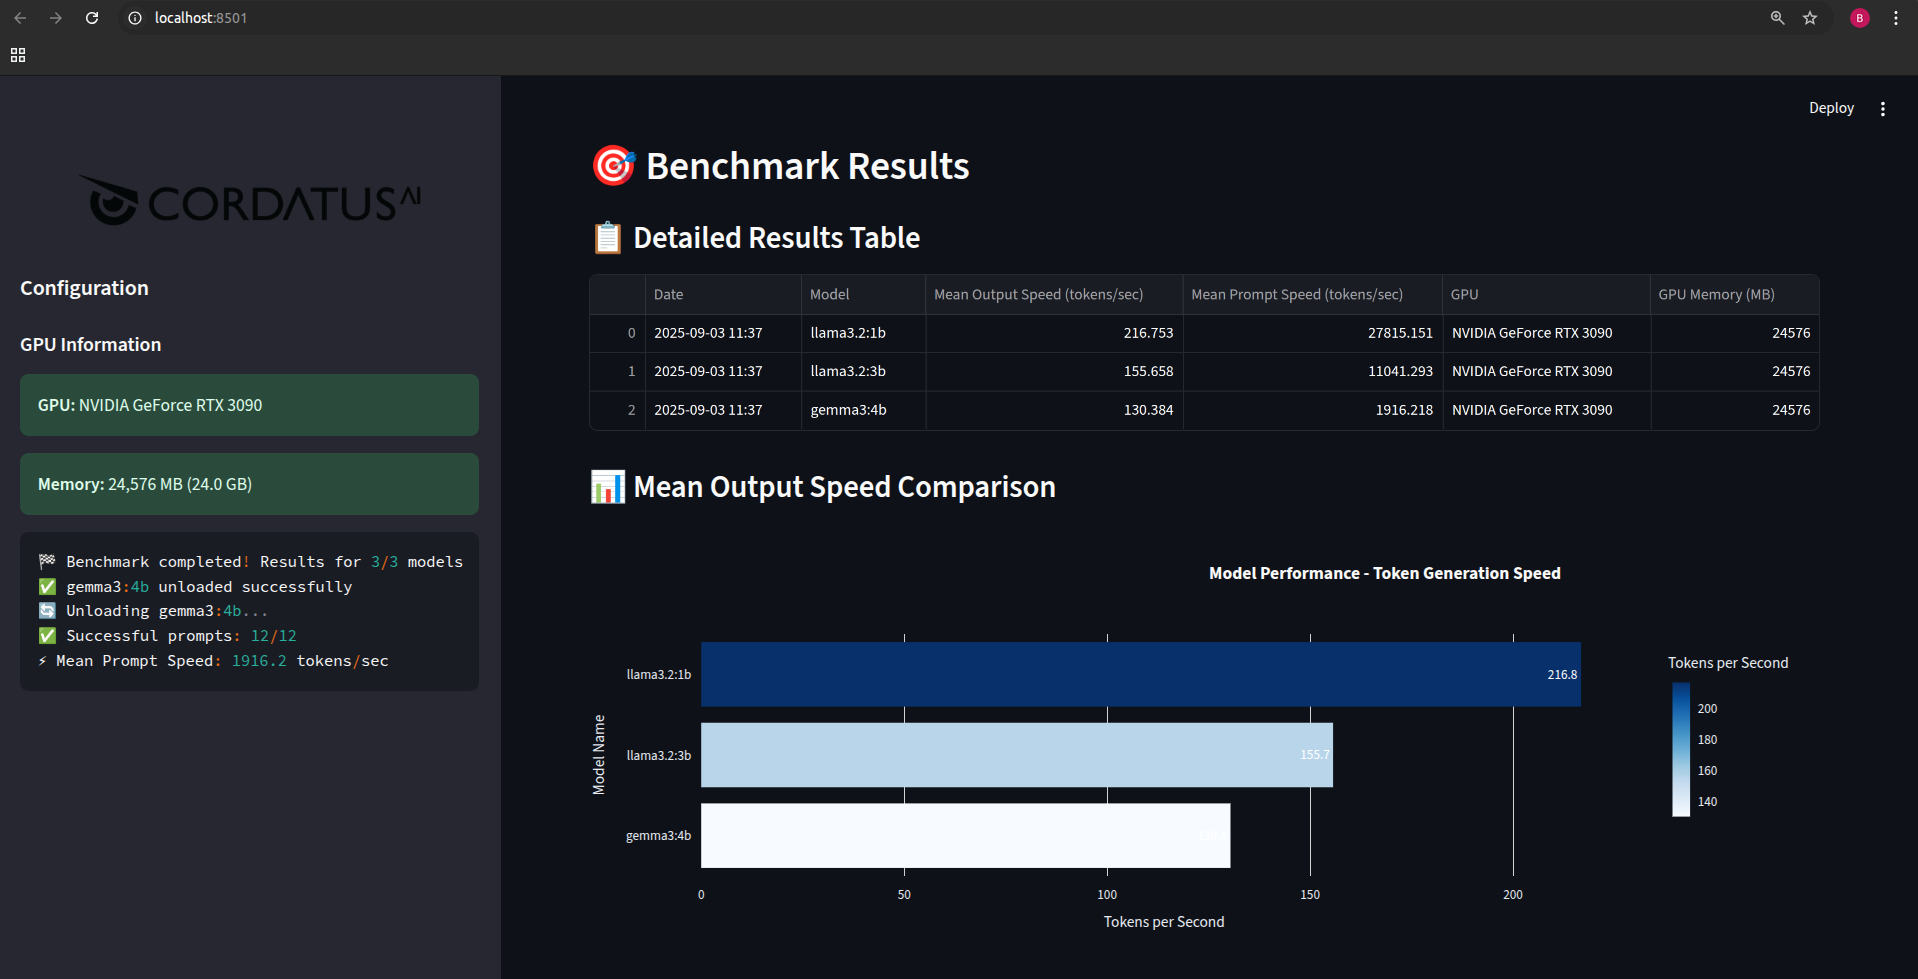 localhost:8501
B
Deploy
CORDATUS AI
Configuration
GPU Information
GPU: NVIDIA GeForce RTX 3090
Memory: 24,576 MB (24.0 GB)
Benchmark completed! Results for 3/3 models
gemma3:4b unloaded successfully
Unloading gemma3:4b...
Successful prompts: 12/12
Mean Prompt Speed: 1916.2 tokens/sec
Benchmark Results
Detailed Results Table
Date Model Mean Output Speed (tokens/sec) Mean Prompt Speed (tokens/sec) GPU GPU Memory (MB)
0 2025-09-03 11:37 llama3.2:1b 216.753 27815.151 NVIDIA GeForce RTX 3090 24576
1 2025-09-03 11:37 llama3.2:3b 155.658 11041.293 NVIDIA GeForce RTX 3090 24576
2 2025-09-03 11:37 gemma3:4b 130.384 1916.218 NVIDIA GeForce RTX 3090 24576
Mean Output Speed Comparison
Model Performance - Token Generation Speed
Model Name
llama3.2:1b 216.8
llama3.2:3b 155.7
gemma3:4b
0 50 100 150 200
Tokens per Second
Tokens per Second
200
180
160
140